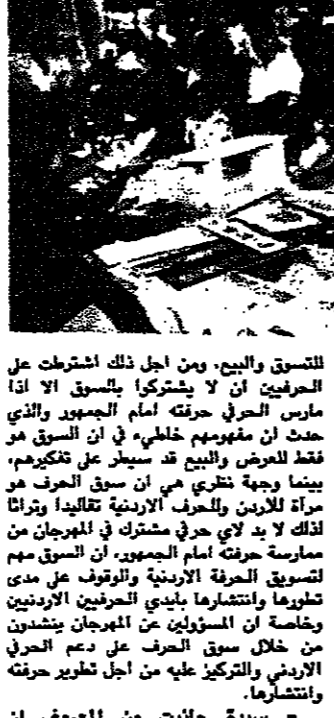 للتسوق والبيع. ومن اجل ذلك اشترطت على
الحرفيين ان لا يشتركوا بالسوق الا اذا
مارس الحرفي حرفته امام الجمهور والذي
حدث ان مفهومهم خاطيء في ان السوق هو
فقط للعرض والبيع قد سيطر على تفكيرهم،
بينما وجهة نظري هي ان سوق الحرف هو
مرآة للاردن وللحرف الاردنية تقاليدا وتراثا
لذلك لا بد لاي حرفي مشترك في المهرجان من
ممارسة حرفته امام الجمهور، ان السوق مهم
لتسويق الحرفة الاردنية والوقوف على مدى
تطورها وانتشارها بايدي الحرفيين الاردنيين
وخاصة ان المسؤولين عن المهرجان ينشدون
من خلال سوق الحرف على دعم الحرفي
الاردني والتركيز عليه من اجل تطوير حرفته
وانتشارها.